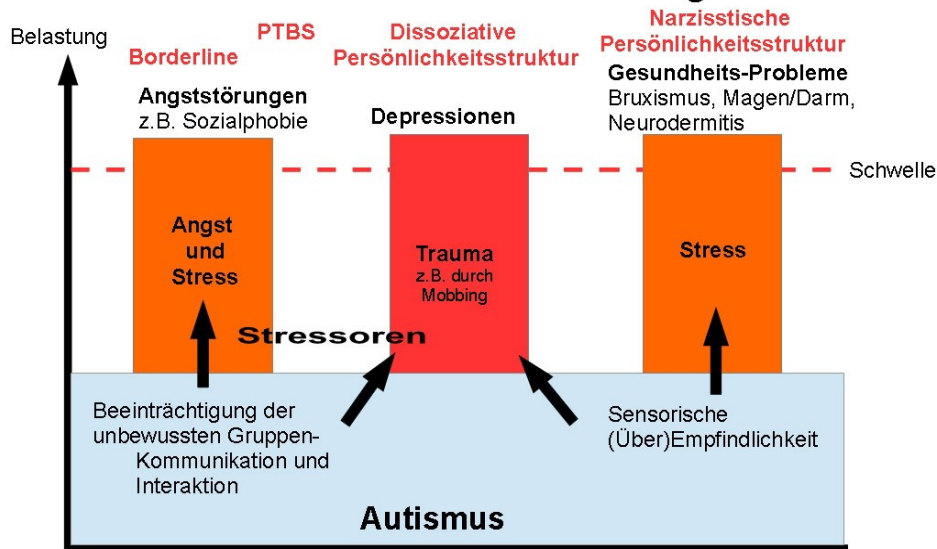 Belastung
Borderline
PTBS
Dissoziative
Persönlichkeitsstruktur
Narzisstische
Persönlichkeitsstruktur
Angststörungen
z.B. Sozialphobie
Depressionen
Gesundheits-Probleme
Bruxismus, Magen/Darm,
Neurodermitis
Schwelle
Angst
und
Stress
Trauma
z.B. durch
Mobbing
Stress
Stressoren
Beeinträchtigung der
unbewussten Gruppen-
Kommunikation und
Interaktion
Sensorische
(Über)Empfindlichkeit
Autismus